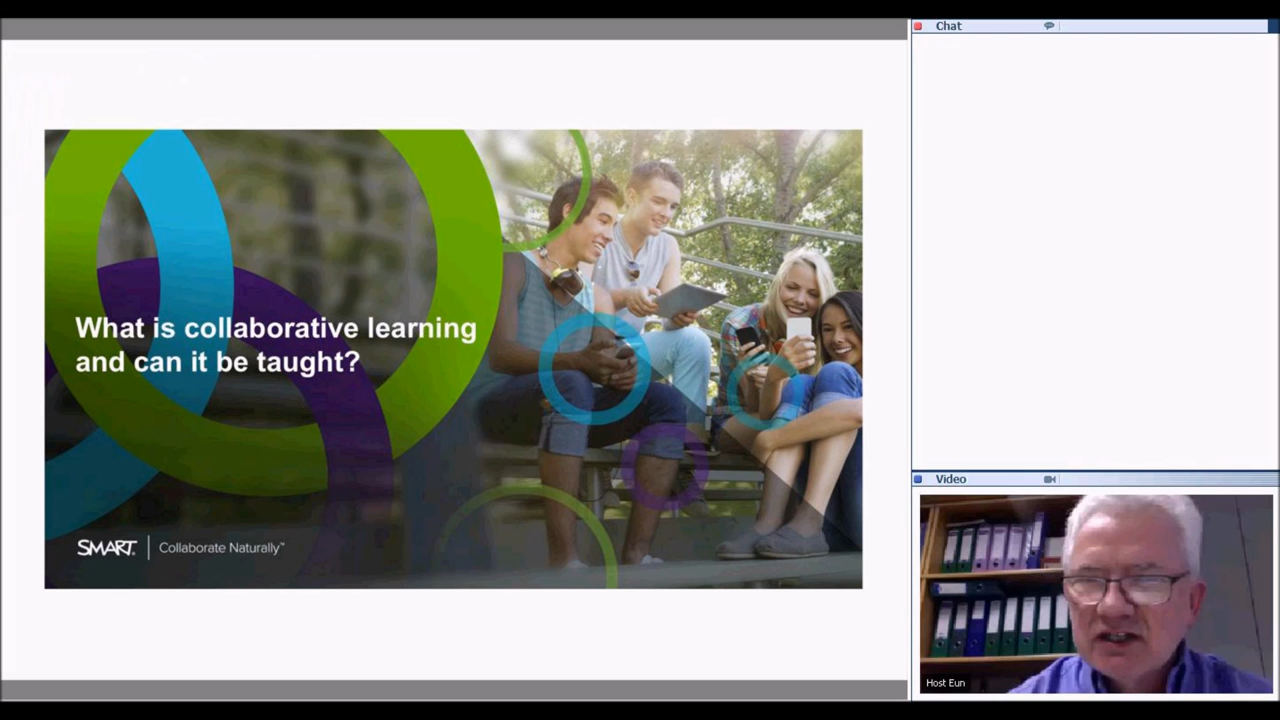 Chat
What is collaborative learning
and can it be taught?
SMART Collaborate Naturally™
Video
Host Eun